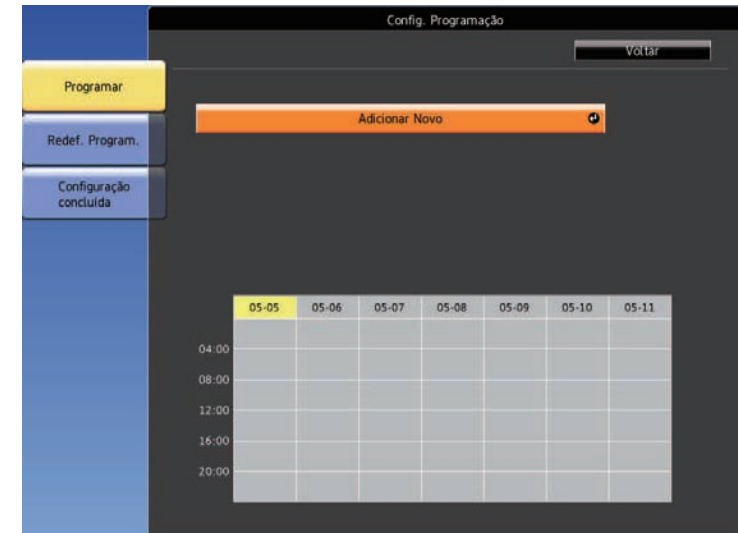 Config. Programação
Voltar
Programar
Adicionar Novo
Redef. Program.
Configuração
concluída
05-05 05-06 05-07 05-08 05-09 05-10 05-11
04:00
08:00
12:00
16:00
20:00